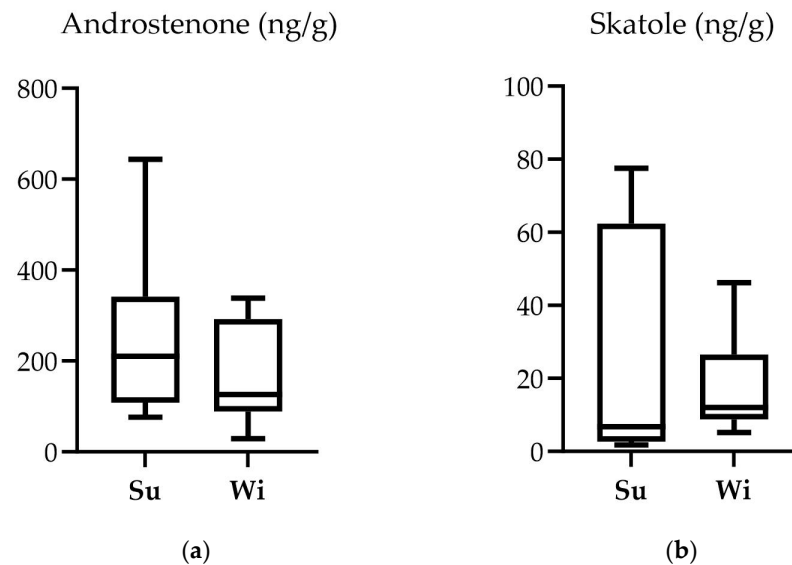 Androstenone (ng/g)
800
600
400
200
0
Su
Wi
(a)
Skatole (ng/g)
100
80
60
40
20
0
Su
Wi
(b)